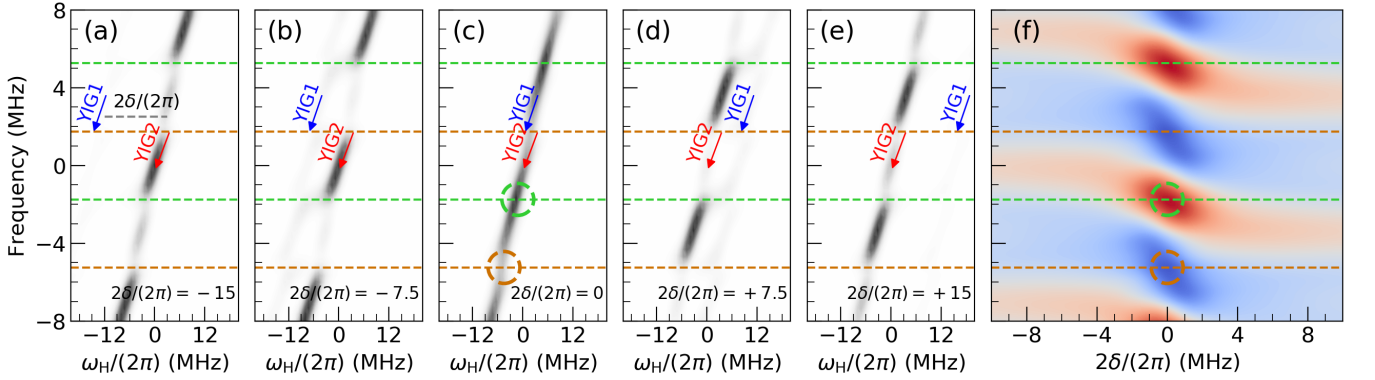 (a) (b) (c) (d) (e) (f)
8
4
0
−4
−8
Frequency (MHz)
YIG1 YIG1 YIG1 YIG1 YIG1
2δ/(2π)
YIG2 YIG2 YIG2 YIG2 YIG2
2δ/(2π) = −15 2δ/(2π) = −7.5 2δ/(2π) = 0 2δ/(2π) = +7.5 2δ/(2π) = +15
−12 0 12 −12 0 12 −12 0 12 −12 0 12 −12 0 12 −8 −4 0 4 8
ω_H/(2π) (MHz) ω_H/(2π) (MHz) ω_H/(2π) (MHz) ω_H/(2π) (MHz) ω_H/(2π) (MHz) 2δ/(2π) (MHz)